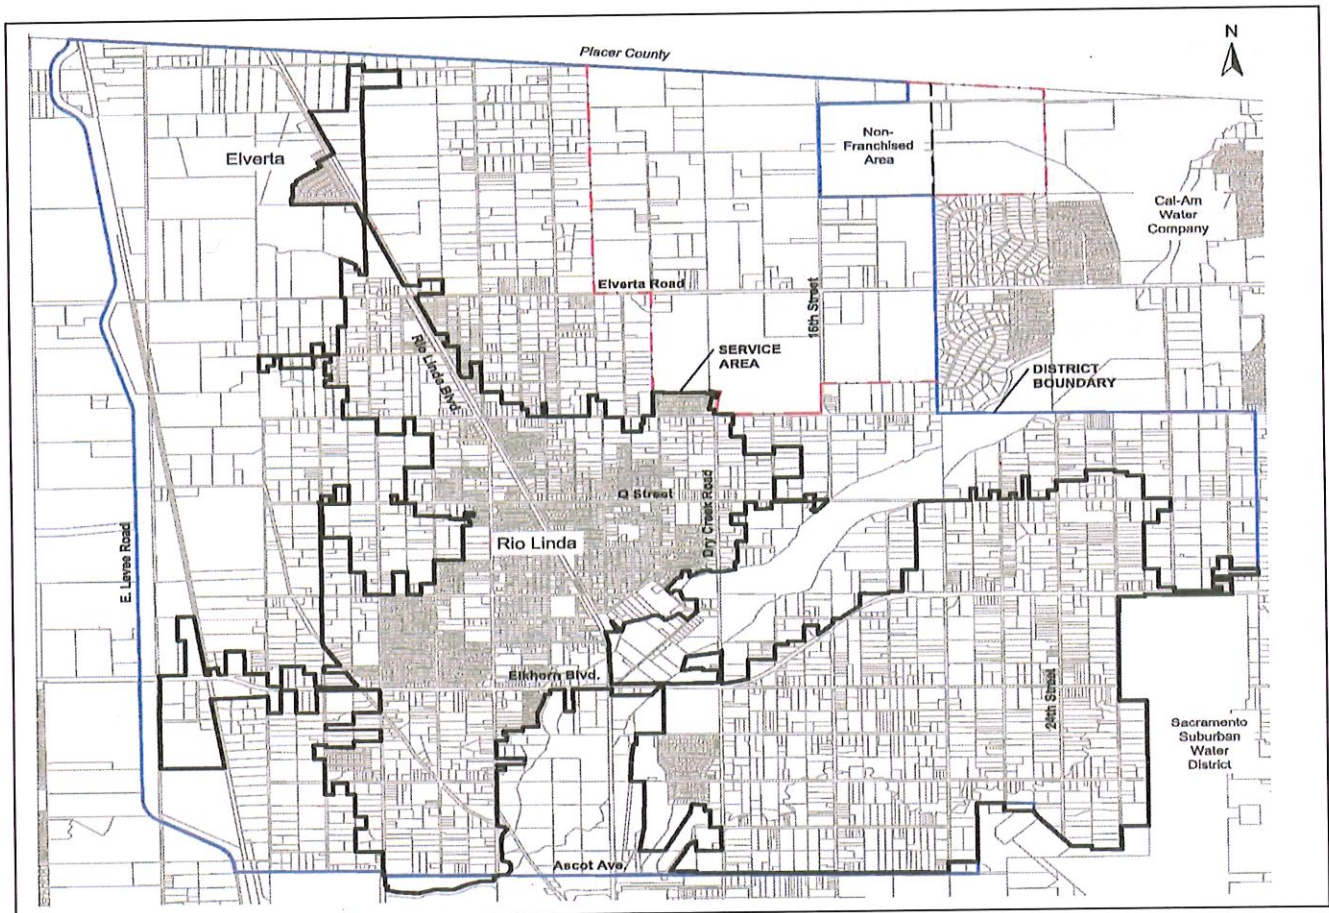 Placer County
N
Non-
Franchised
Area
Elverta
Cal-Am
Water
Company
Elverta Road
16th Street
SERVICE
AREA
Rio Linda Blvd.
DISTRICT
BOUNDARY
Q Street
Dry Creek Road
Rio Linda
E. Levee Road
Elkhorn Blvd.
24th Street
Sacramento
Suburban
Water
District
Ascot Ave.